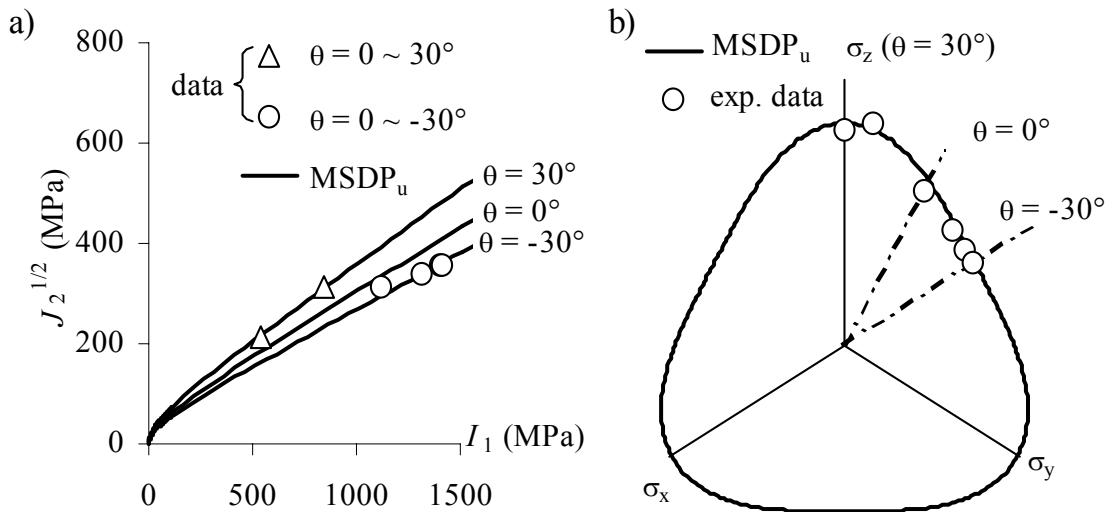 a)
800
600
400
200
0
J₂^1/2 (MPa)
data
θ = 0 ~ 30°
θ = 0 ~ -30°
MSDPᵤ
θ = 30°
θ = 0°
θ = -30°
I₁ (MPa)
0 500 1000 1500
b)
MSDPᵤ
exp. data
σz (θ = 30°)
θ = 0°
θ = -30°
σx
σy